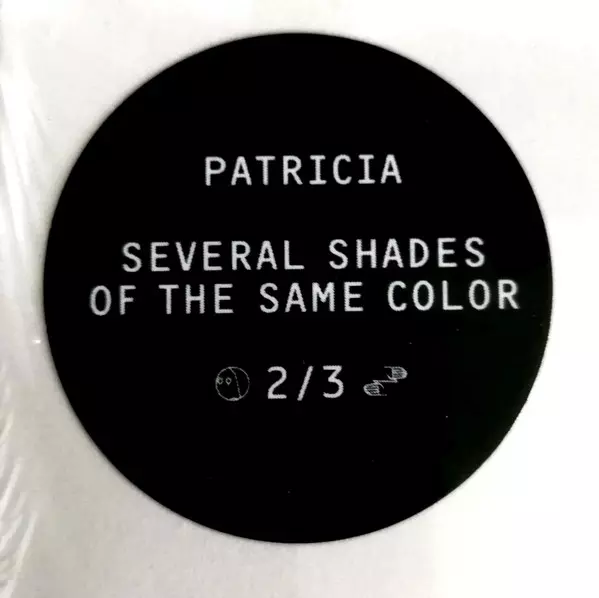 PATRICIA
SEVERAL SHADES
OF THE SAME COLOR
2/3